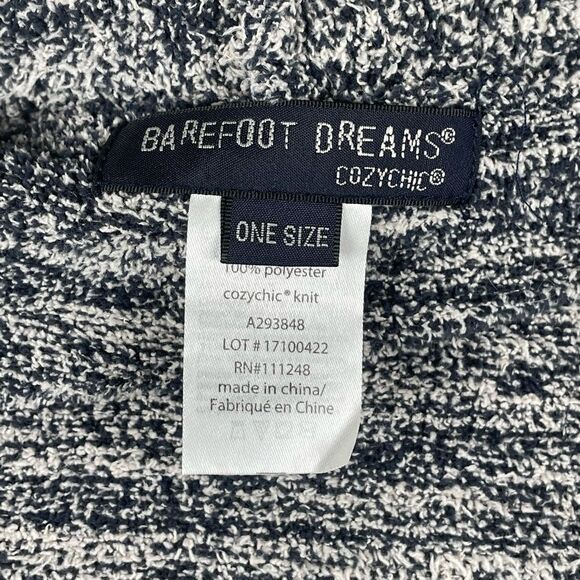 BAREFOOT DREAMS®
COZYCHIC®
ONE SIZE
100% polyester
cozychic® knit
A293848
LOT # 17100422
RN#111248
made in china/
Fabriqué en Chine